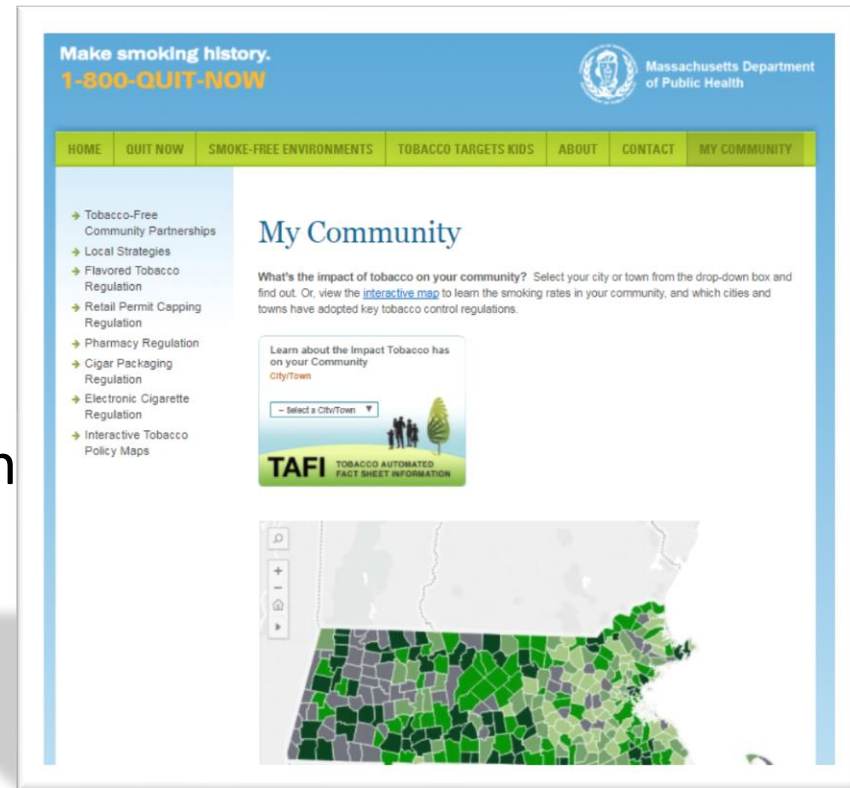 Make smoking history.
1-800-QUIT-NOW
Massachusetts Department
of Public Health
HOME
QUIT NOW
SMOKE-FREE ENVIRONMENTS
TOBACCO TARGETS KIDS
ABOUT
CONTACT
MY COMMUNITY
Tobacco-Free
Community Partnerships
Local Strategies
Flavored Tobacco
Regulation
Retail Permit Capping
Regulation
Pharmacy Regulation
Cigar Packaging
Regulation
Electronic Cigarette
Regulation
Interactive Tobacco
Policy Maps
My Community
What's the impact of tobacco on your community? Select your city or town from the drop-down box and
find out. Or, view the interactive map to learn the smoking rates in your community, and which cities and
towns have adopted key tobacco control regulations.
Learn about the Impact Tobacco has
on your Community
City/Town
– Select a City/Town
TAFI TOBACCO AUTOMATED
FACT SHEET INFORMATION